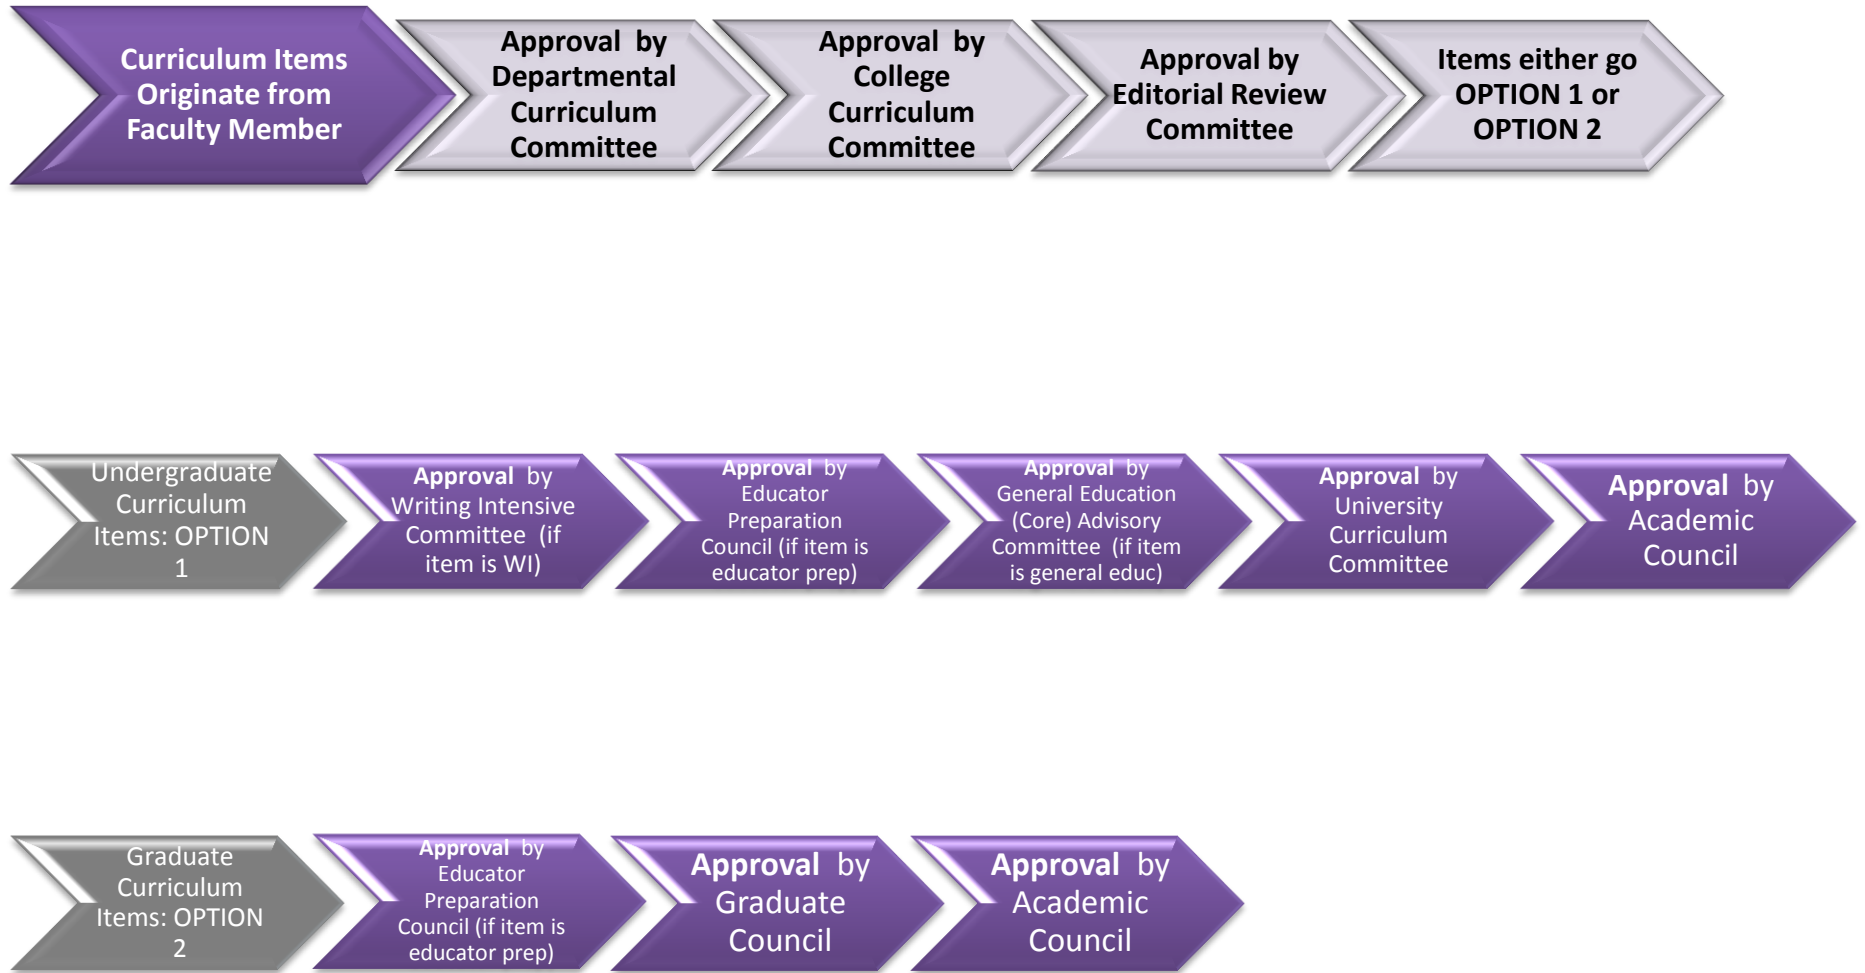 Curriculum Items
Originate from
Faculty Member
Approval by
Departmental
Curriculum
Committee
Approval by
College
Curriculum
Committee
Approval by
Editorial Review
Committee
Items either go
OPTION 1 or
OPTION 2
Undergraduate
Curriculum
Items: OPTION
1
Approval by
Writing Intensive
Committee (if
item is WI)
Approval by
Educator
Preparation
Council (if item is
educator prep)
Approval by
General Education
(Core) Advisory
Committee (if item
is general educ)
Approval by
University
Curriculum
Committee
Approval by
Academic
Council
Graduate
Curriculum
Items: OPTION
2
Approval by
Educator
Preparation
Council (if item is
educator prep)
Approval by
Graduate
Council
Approval by
Academic
Council